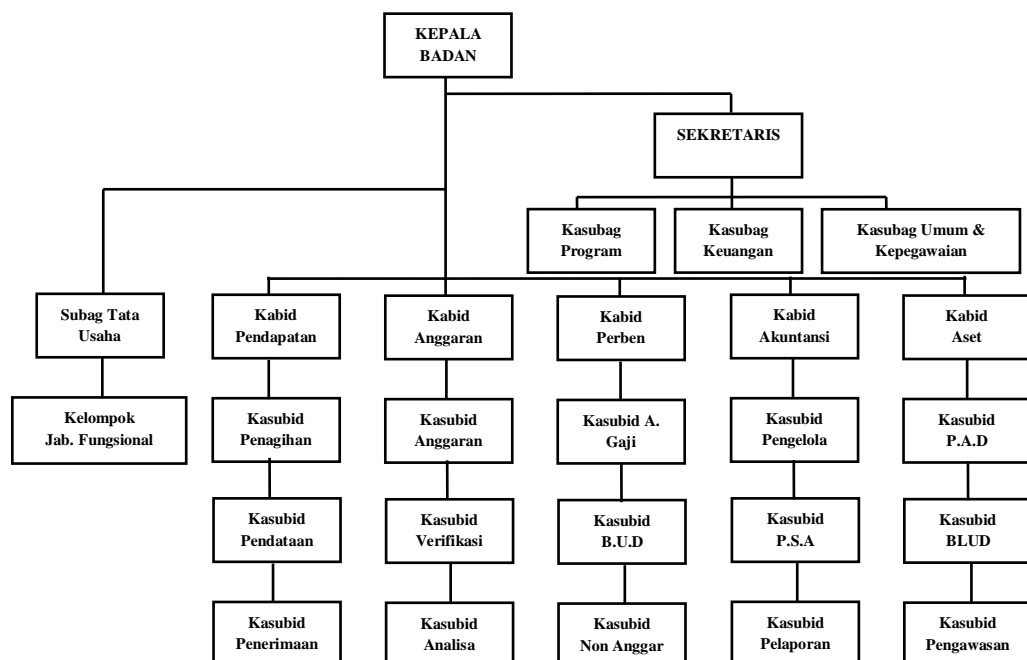 KEPALA
BADAN
SEKRETARIS
Kasubag
Program
Kasubag
Keuangan
Kasubag Umum &
Kepegawaian
Subag Tata
Usaha
Kabid
Pendapatan
Kabid
Anggaran
Kabid
Perben
Kabid
Akuntansi
Kabid
Aset
Kelompok
Jab. Fungsional
Kasubid
Penagihan
Kasubid
Anggaran
Kasubid A.
Gaji
Kasubid
Pengelola
Kasubid
P.A.D
Kasubid
Pendataan
Kasubid
Verifikasi
Kasubid
B.U.D
Kasubid
P.S.A
Kasubid
BLUD
Kasubid
Penerimaan
Kasubid
Analisa
Kasubid
Non Anggar
Kasubid
Pelaporan
Kasubid
Pengawasan